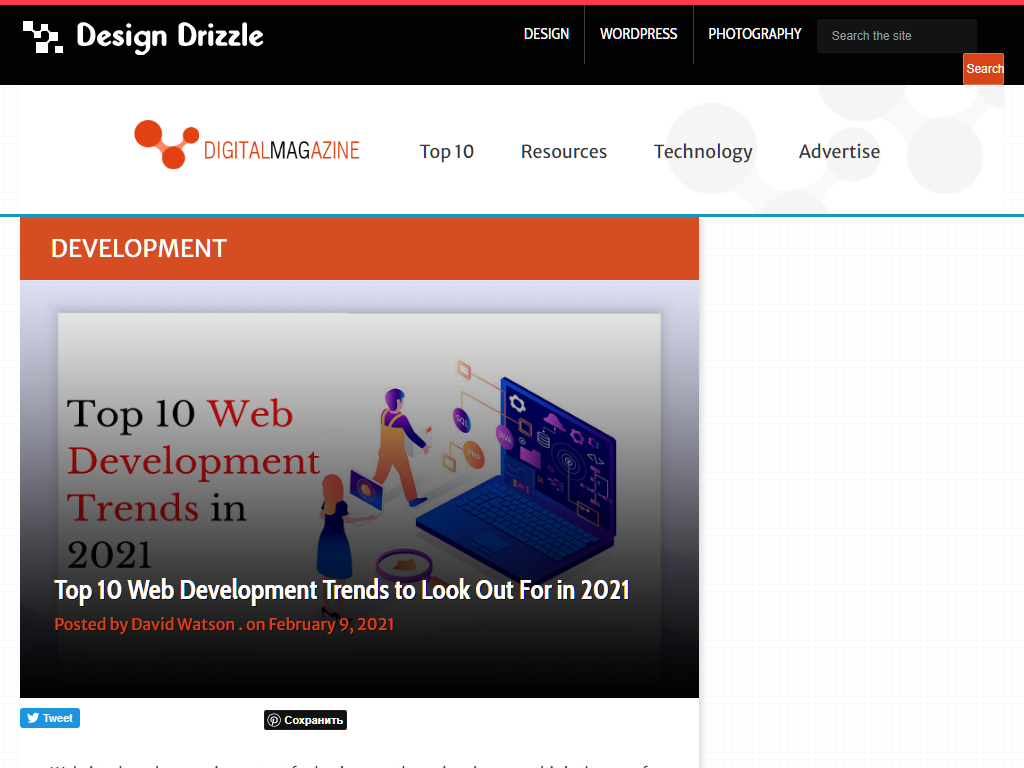 Design Drizzle
DESIGN
WORDPRESS
PHOTOGRAPHY
Search the site
Search
DIGITALMAGAZINE
Top 10
Resources
Technology
Advertise
DEVELOPMENT
Top 10 Web
Development
Trends in
2021
SQL
JAVA
PHP
Top 10 Web Development Trends to Look Out For in 2021
Posted by David Watson . on February 9, 2021
Tweet
Сохранить